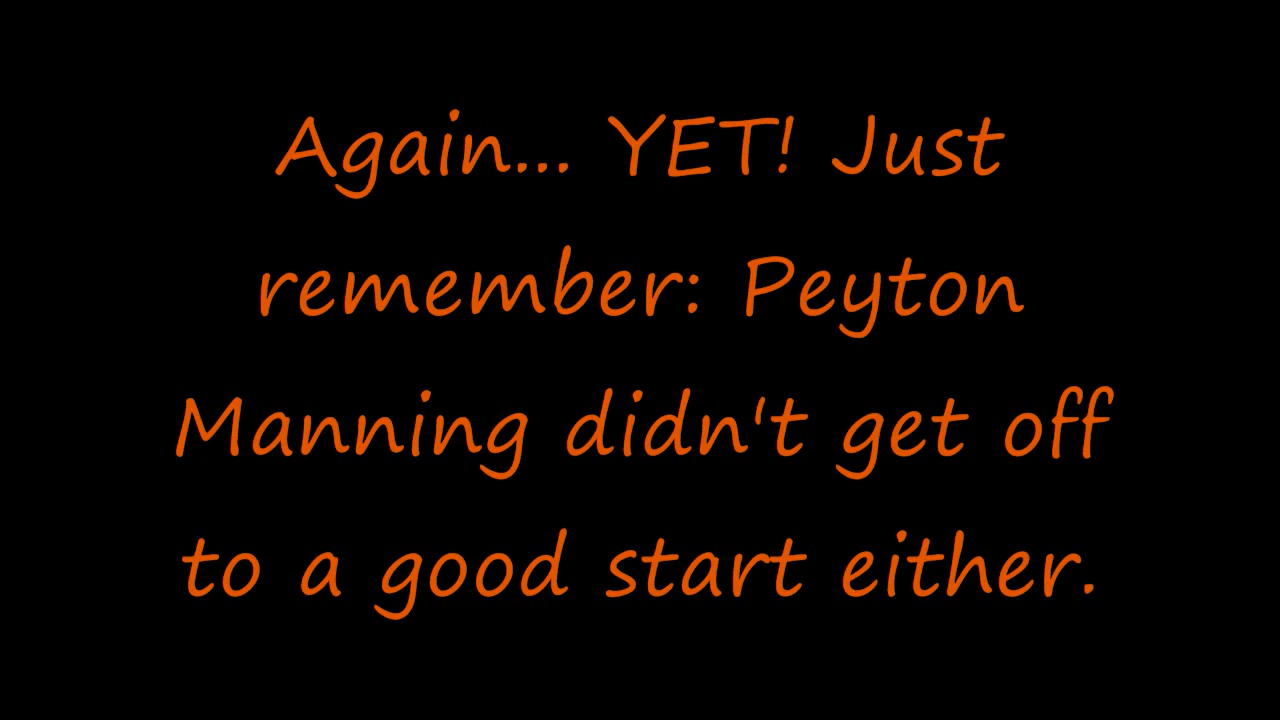 Again... YET! Just
remember: Peyton
Manning didn't get off
to a good start either.